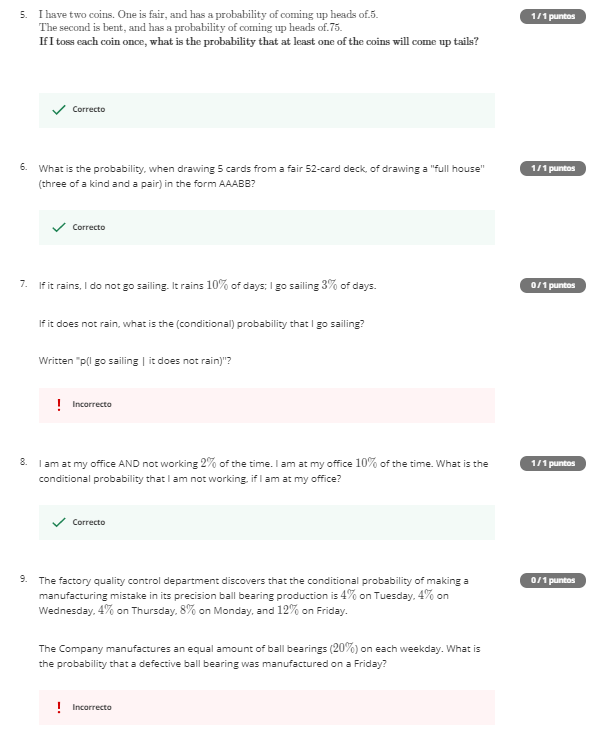 5. I have two coins. One is fair, and has a probability of coming up heads of.5.
1 / 1 puntos
The second is bent, and has a probability of coming up heads of.75.
If I toss each coin once, what is the probability that at least one of the coins will come up tails?
Correcto
6. What is the probability, when drawing 5 cards from a fair 52-card deck, of drawing a "full house"
1 / 1 puntos
(three of a kind and a pair) in the form AAABB?
Correcto
7. If it rains, I do not go sailing. It rains 10% of days; I go sailing 3% of days.
0 / 1 puntos
If it does not rain, what is the (conditional) probability that I go sailing?
Written "p(I go sailing | it does not rain)"?
! Incorrecto
8. I am at my office AND not working 2% of the time. I am at my office 10% of the time. What is the
1 / 1 puntos
conditional probability that I am not working, if I am at my office?
Correcto
9. The factory quality control department discovers that the conditional probability of making a
0 / 1 puntos
manufacturing mistake in its precision ball bearing production is 4% on Tuesday, 4% on
Wednesday, 4% on Thursday, 8% on Monday, and 12% on Friday.
The Company manufactures an equal amount of ball bearings (20%) on each weekday. What is
the probability that a defective ball bearing was manufactured on a Friday?
! Incorrecto